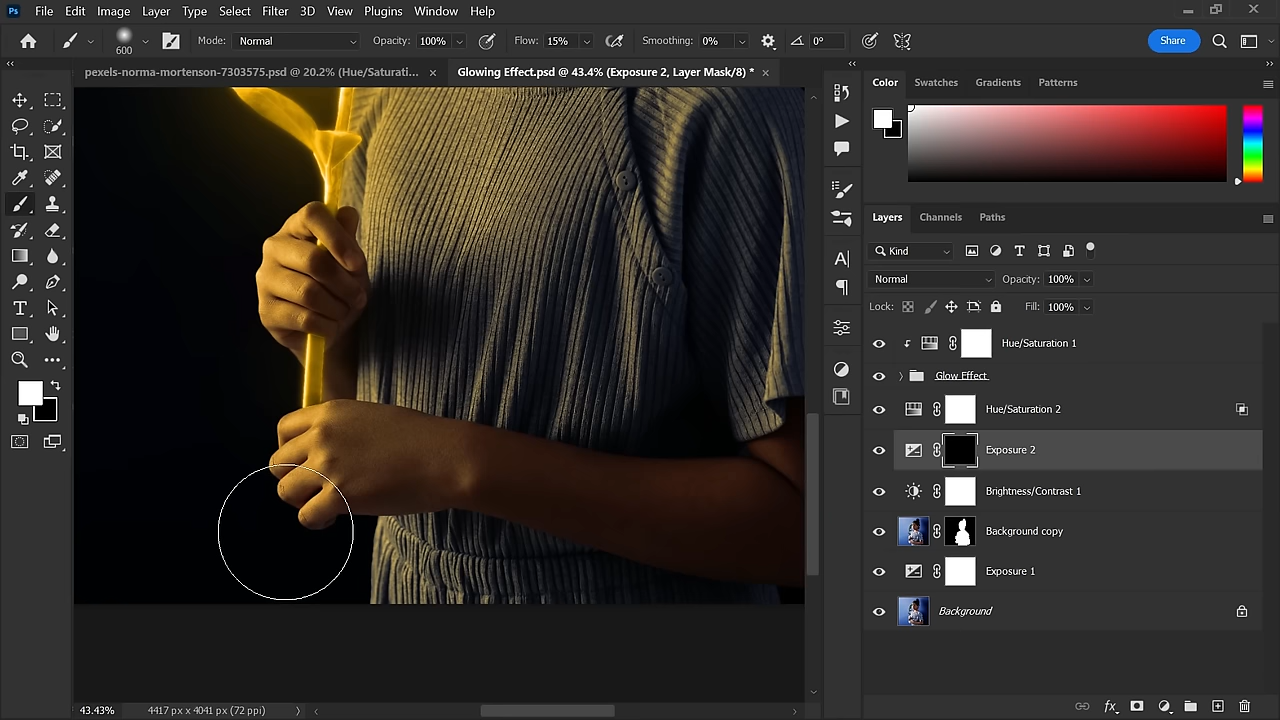 Ps File Edit Image Layer Type Select Filter 3D View Plugins Window Help
600 Mode: Normal Opacity: 100% Flow: 15% Smoothing: 0% 0° Share
pexels-norma-mortenson-7303575.psd @ 20.2% (Hue/Saturati... × Glowing Effect.psd @ 43.4% (Exposure 2, Layer Mask/8) * ×
Color Swatches Gradients Patterns
Layers Channels Paths
Kind
Normal Opacity: 100%
Lock: Fill: 100%
Hue/Saturation 1
Glow Effect
Hue/Saturation 2
Exposure 2
Brightness/Contrast 1
Background copy
Exposure 1
Background
43.43% 4417 px x 4041 px (72 ppi)